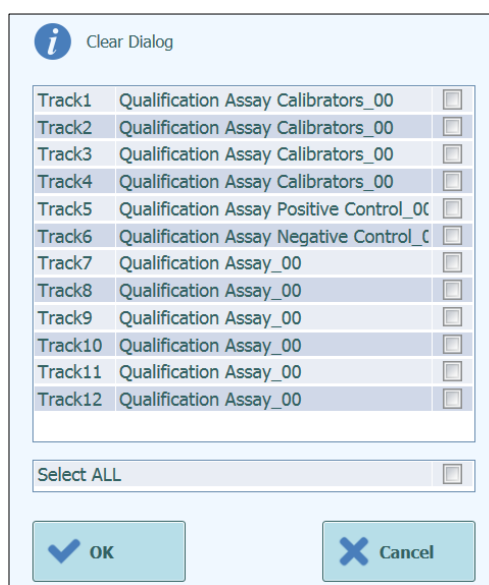 Clear Dialog
Track1 Qualification Assay Calibrators_00
Track2 Qualification Assay Calibrators_00
Track3 Qualification Assay Calibrators_00
Track4 Qualification Assay Calibrators_00
Track5 Qualification Assay Positive Control_00
Track6 Qualification Assay Negative Control_0
Track7 Qualification Assay_00
Track8 Qualification Assay_00
Track9 Qualification Assay_00
Track10 Qualification Assay_00
Track11 Qualification Assay_00
Track12 Qualification Assay_00
Select ALL
OK
Cancel